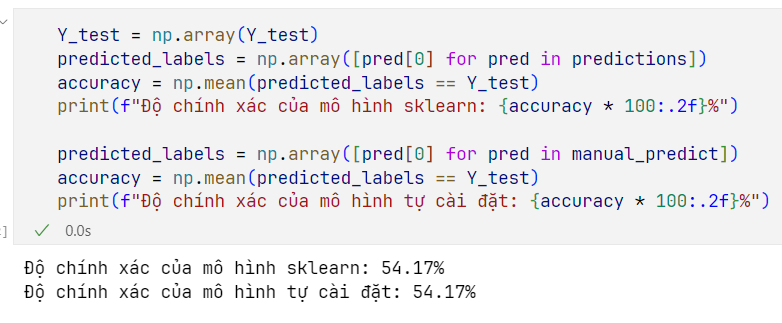 Y_test = np.array(Y_test)
predicted_labels = np.array([pred[0] for pred in predictions])
accuracy = np.mean(predicted_labels == Y_test)
print(f"Độ chính xác của mô hình sklearn: {accuracy * 100:.2f}%")
predicted_labels = np.array([pred[0] for pred in manual_predict])
accuracy = np.mean(predicted_labels == Y_test)
print(f"Độ chính xác của mô hình tự cài đặt: {accuracy * 100:.2f}%")
] 0.0s
Độ chính xác của mô hình sklearn: 54.17%
Độ chính xác của mô hình tự cài đặt: 54.17%